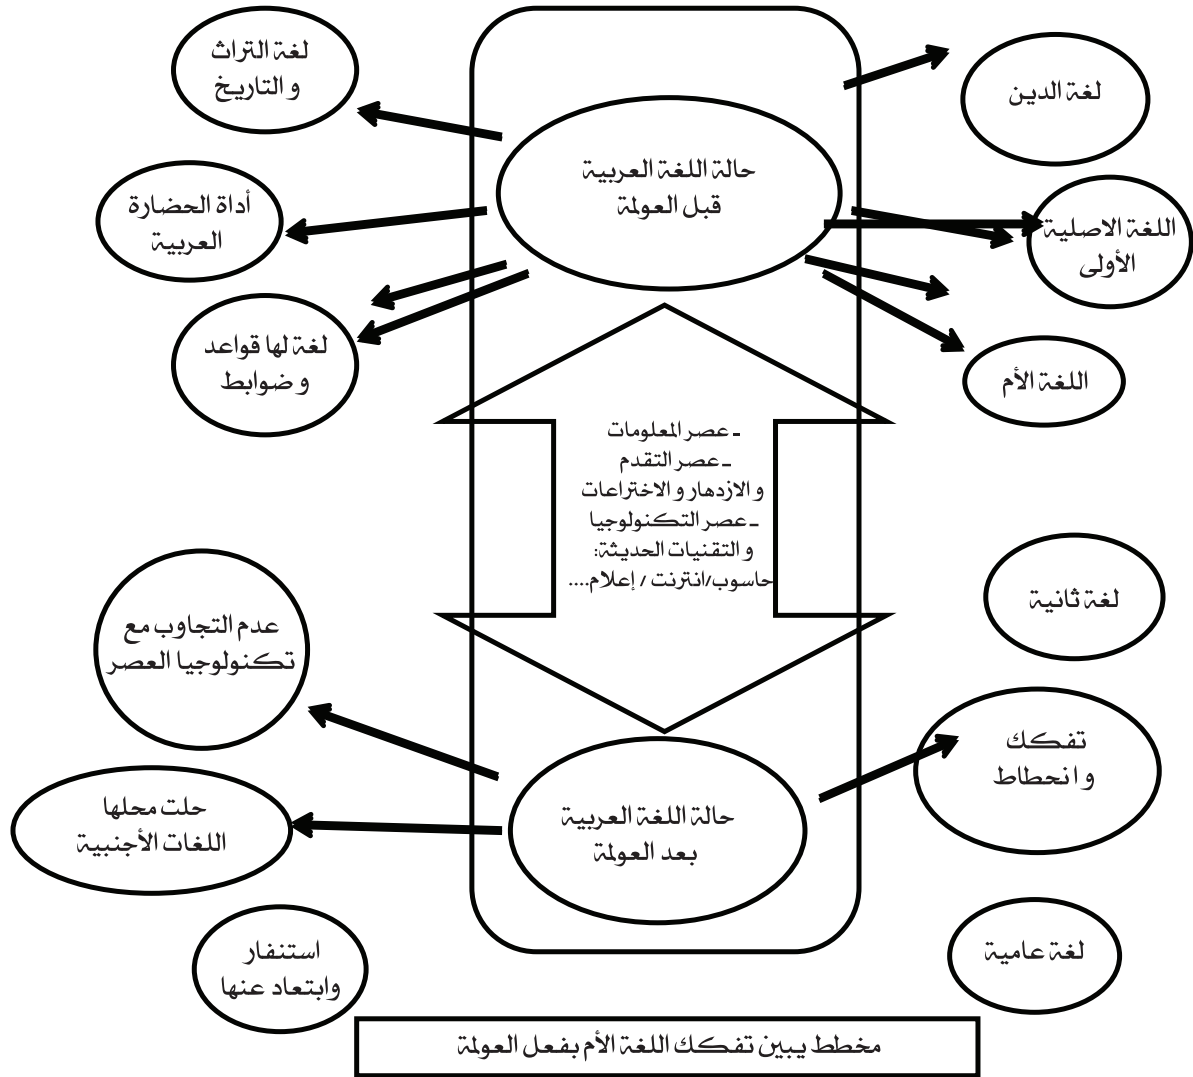 لغة التراث
و التاريخ
لغة الدين
حالة اللغة العربية
قبل العولمة
أداة الحضارة
العربية
اللغة الاصلية
الأولى
لغة لها قواعد
و ضوابط
اللغة الأم
ـ عصر المعلومات
ـ عصر التقدم
و الازدهار و الاختراعات
ـ عصر التكنولوجيا
و التقنيات الحديثة:
حاسوب/انترنت / إعلام....
لغة ثانية
عدم التجاوب مع
تكنولوجيا العصر
تفكك
و انحطاط
حلت محلها
اللغات الأجنبية
حالة اللغة العربية
بعد العولمة
لغة عامية
استنفار
وابتعاد عنها
مخطط يبين تفكك اللغة الأم بفعل العولمة